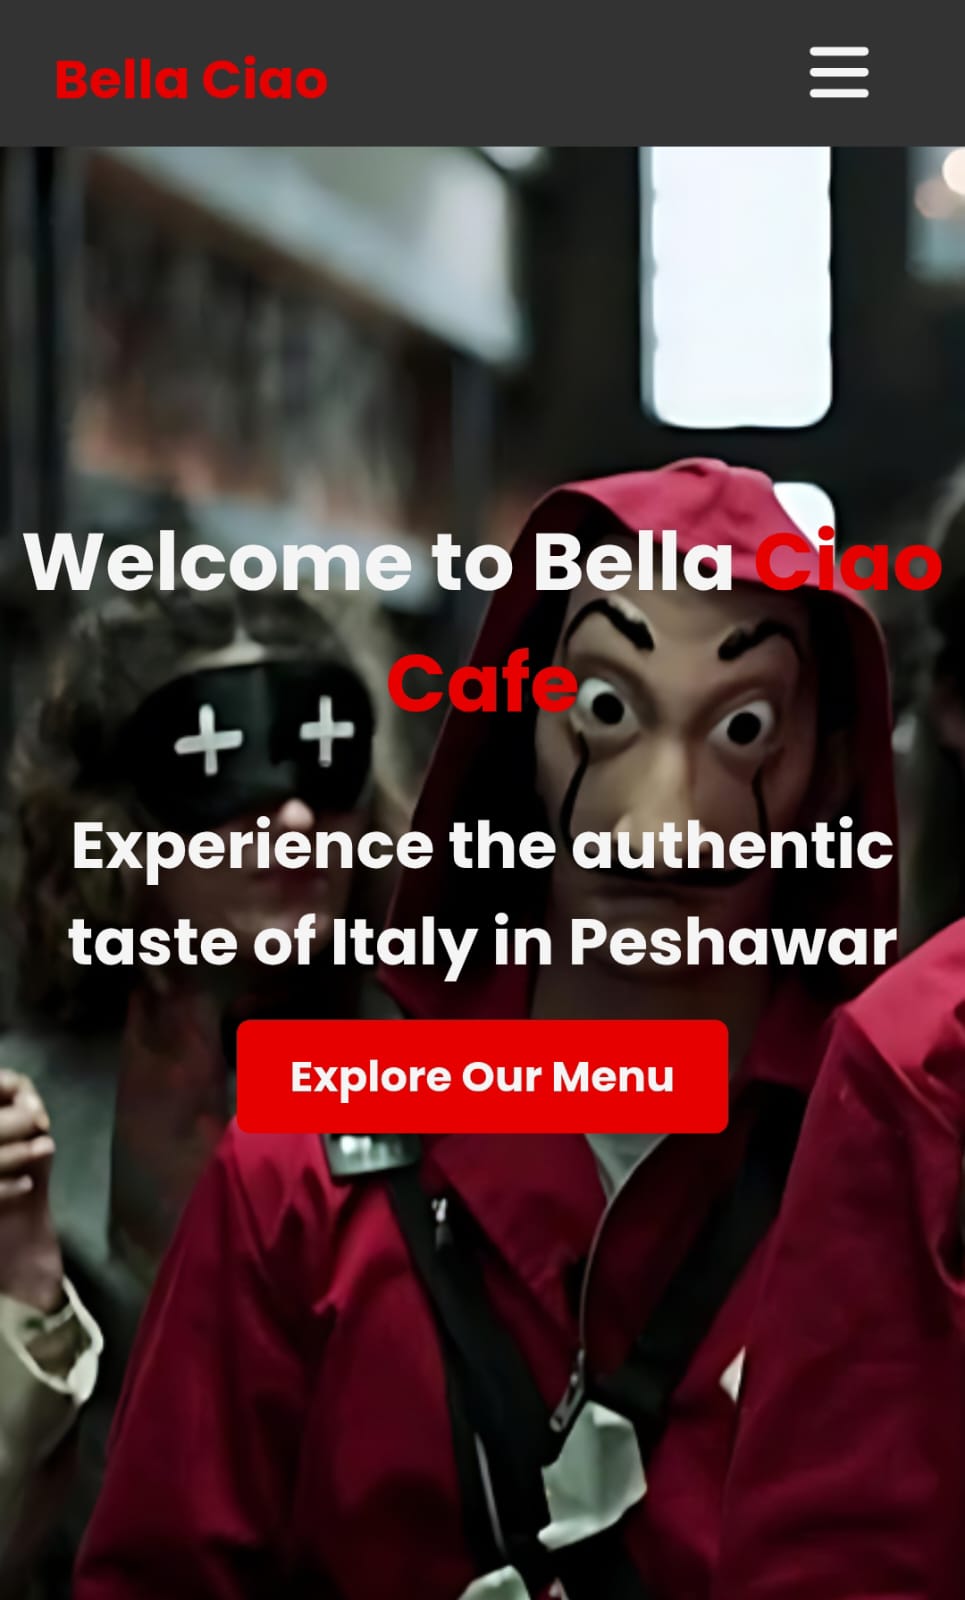 Bella Ciao
Welcome to Bella Ciao
Cafe
Experience the authentic
taste of Italy in Peshawar
Explore Our Menu